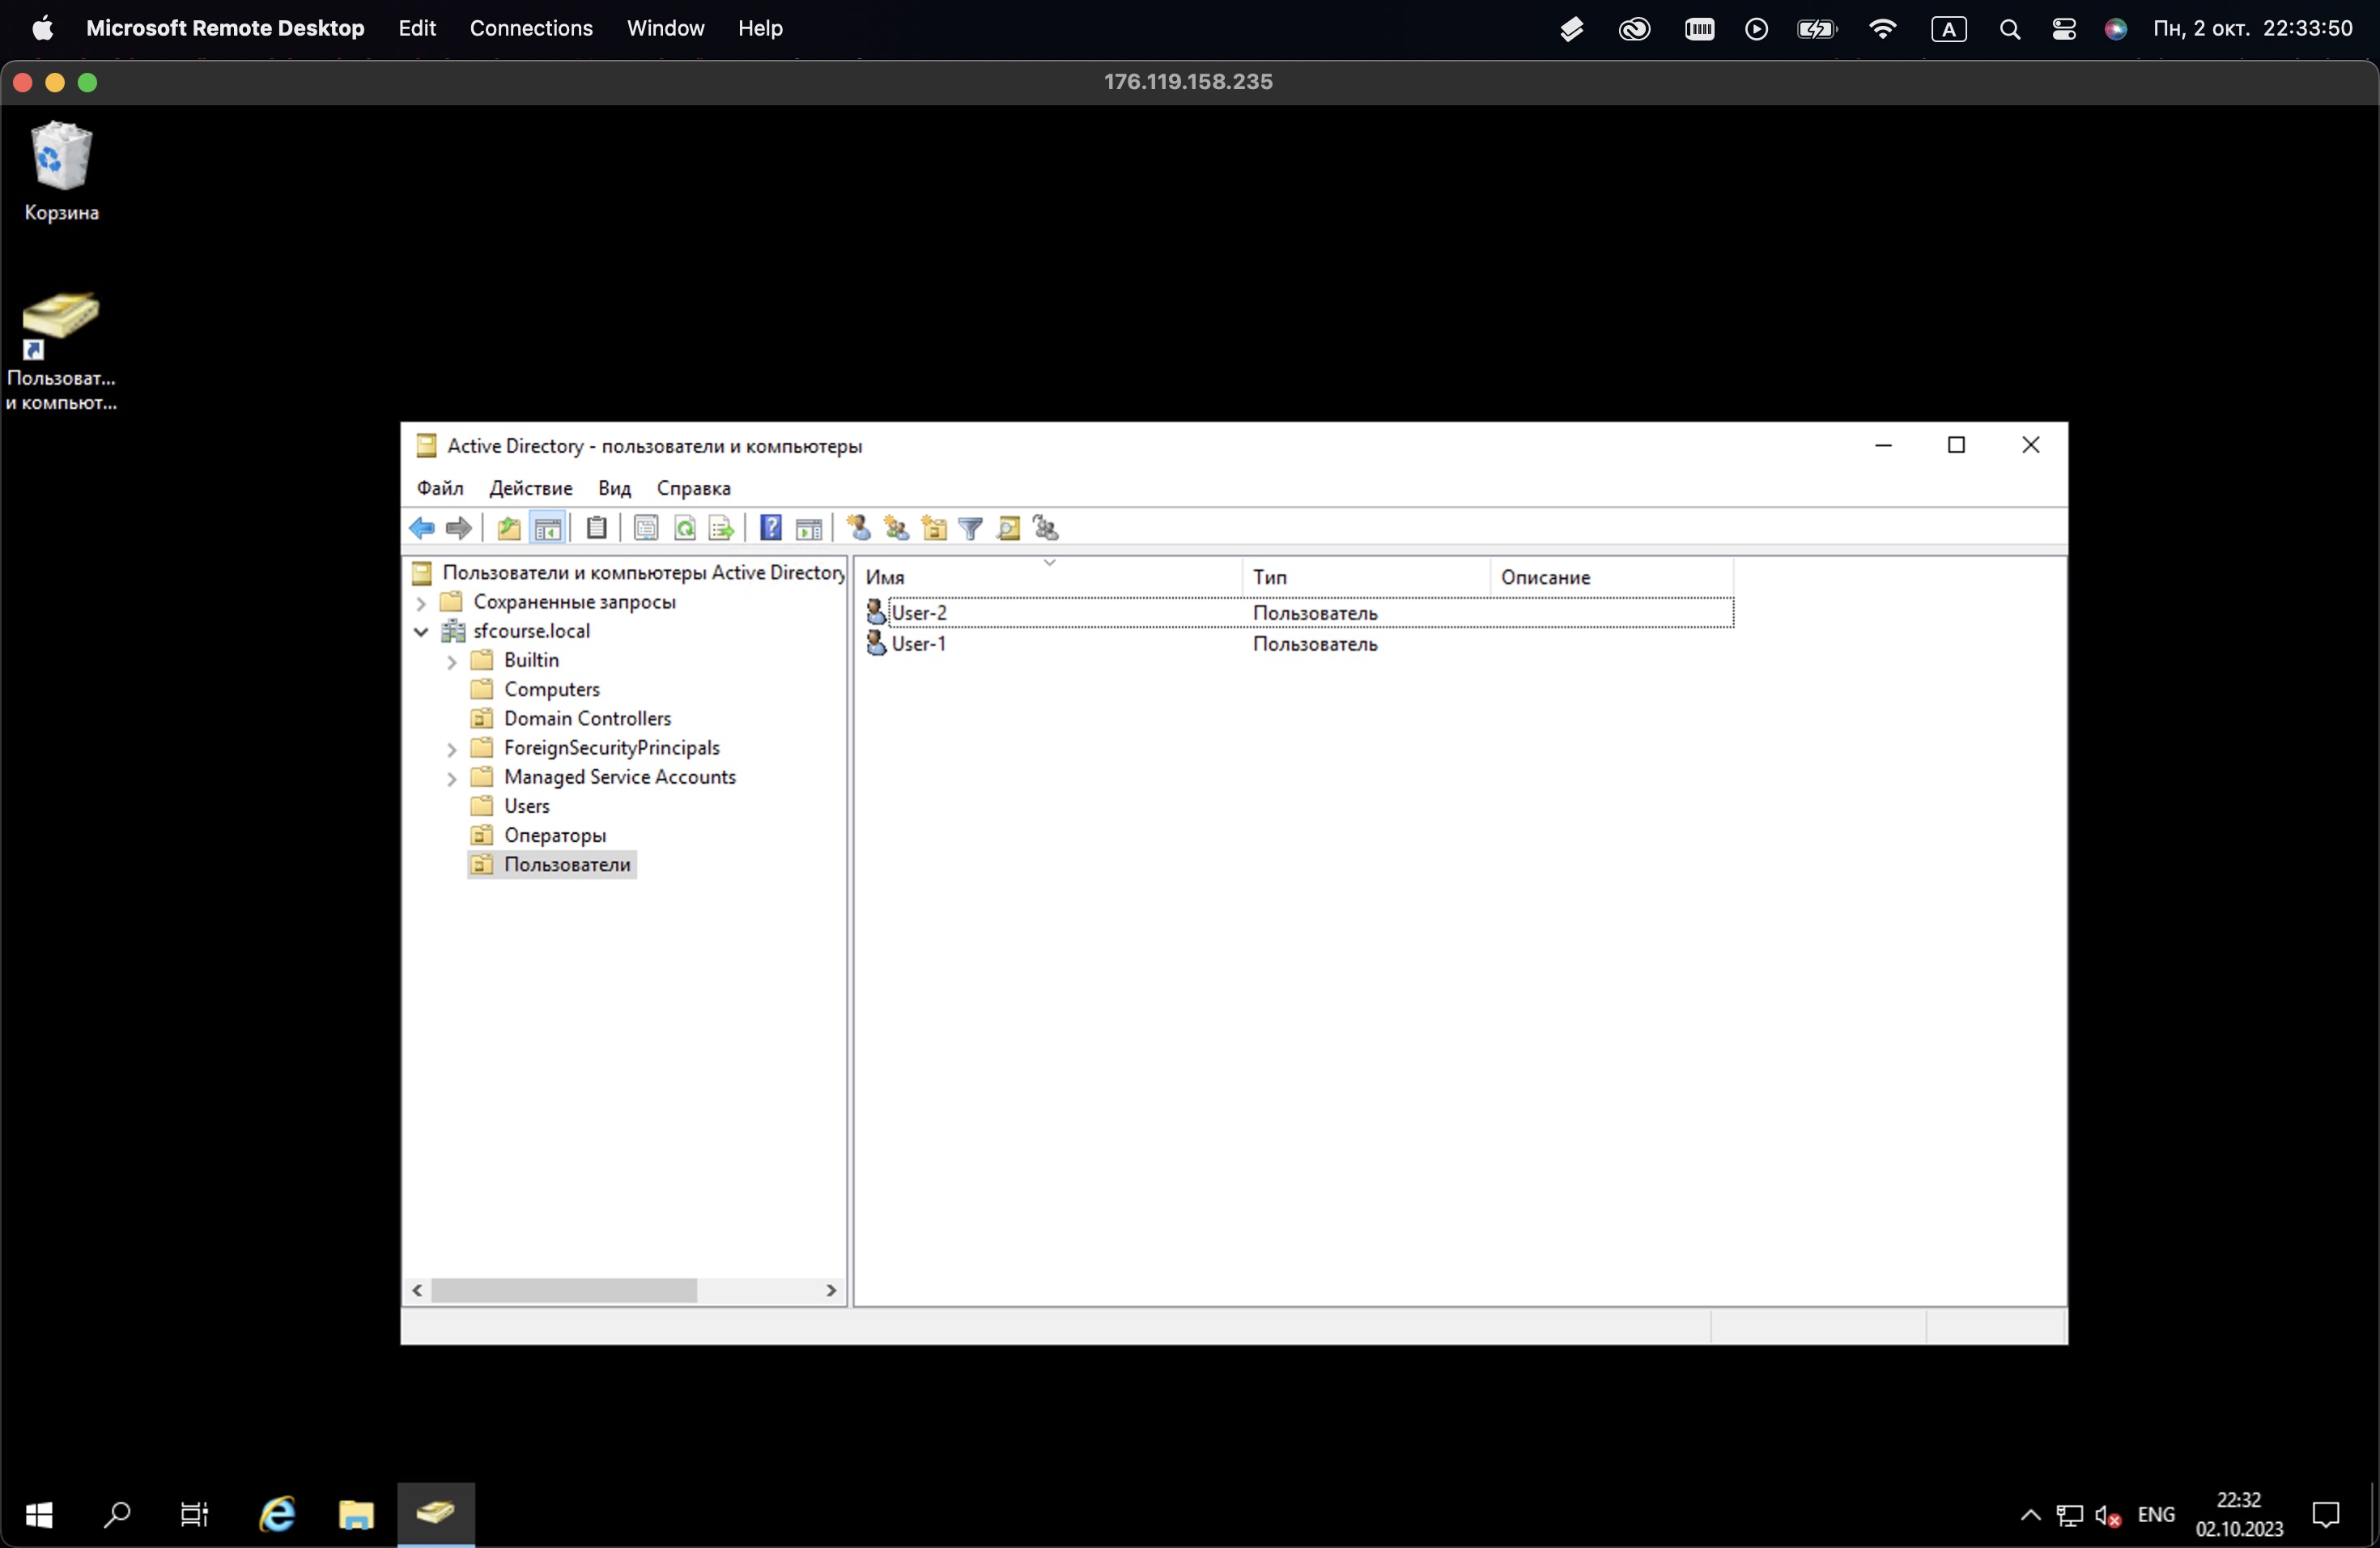 Microsoft Remote Desktop Edit Connections Window Help A Пн, 2 окт. 22:33:50
176.119.158.235
Корзина
Пользоват...
и компьют...
Active Directory - пользователи и компьютеры
Файл Действие Вид Справка
Пользователи и компьютеры Active Directory
Сохраненные запросы
sfcourse.local
Builtin
Computers
Domain Controllers
ForeignSecurityPrincipals
Managed Service Accounts
Users
Операторы
Пользователи
Имя Тип Описание
User-2 Пользователь
User-1 Пользователь
ENG
22:32
02.10.2023